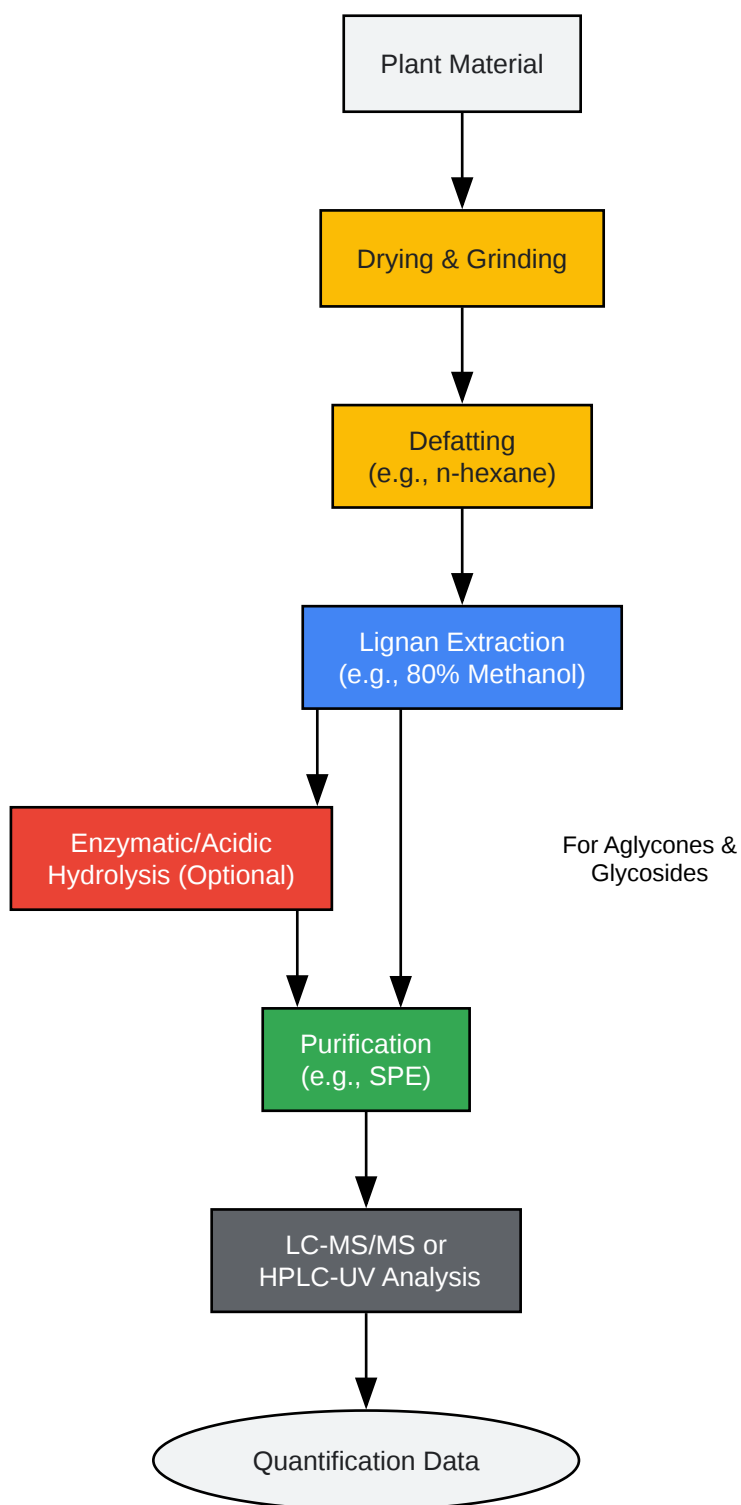 Plant Material
Drying & Grinding
Defatting
(e.g., n-hexane)
Lignan Extraction
(e.g., 80% Methanol)
Enzymatic/Acidic
Hydrolysis (Optional)
For Aglycones &
Glycosides
Purification
(e.g., SPE)
LC-MS/MS or
HPLC-UV Analysis
Quantification Data